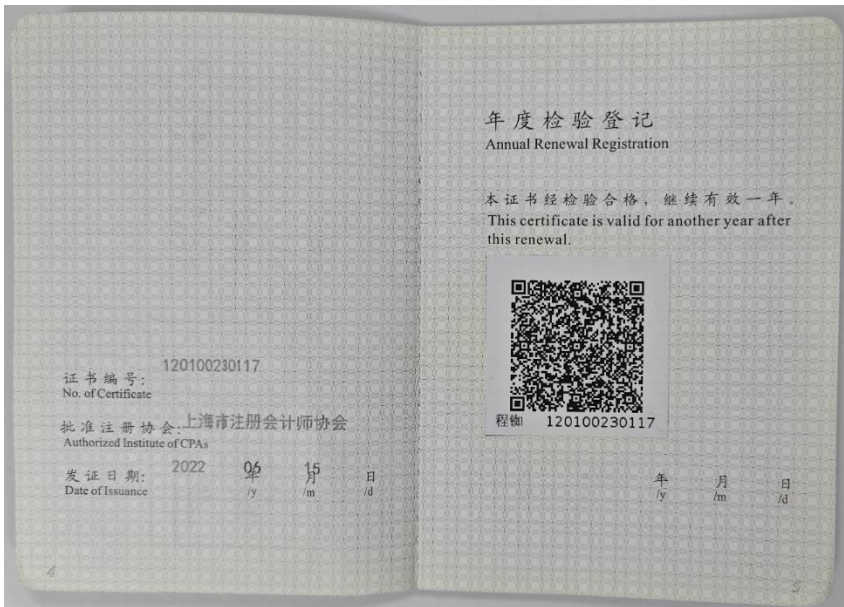 证书编号: 120100230117
No. of Certificate
批准注册协会: 上海市注册会计师协会
Authorized Institute of CPAs
发证日期: 2022 年 06 月 15 日
Date of Issuance /y /m /d
4
年度检验登记
Annual Renewal Registration
本证书经检验合格，继续有效一年。
This certificate is valid for another year after
this renewal.
程铷 120100230117
年 月 日
/y /m /d
5